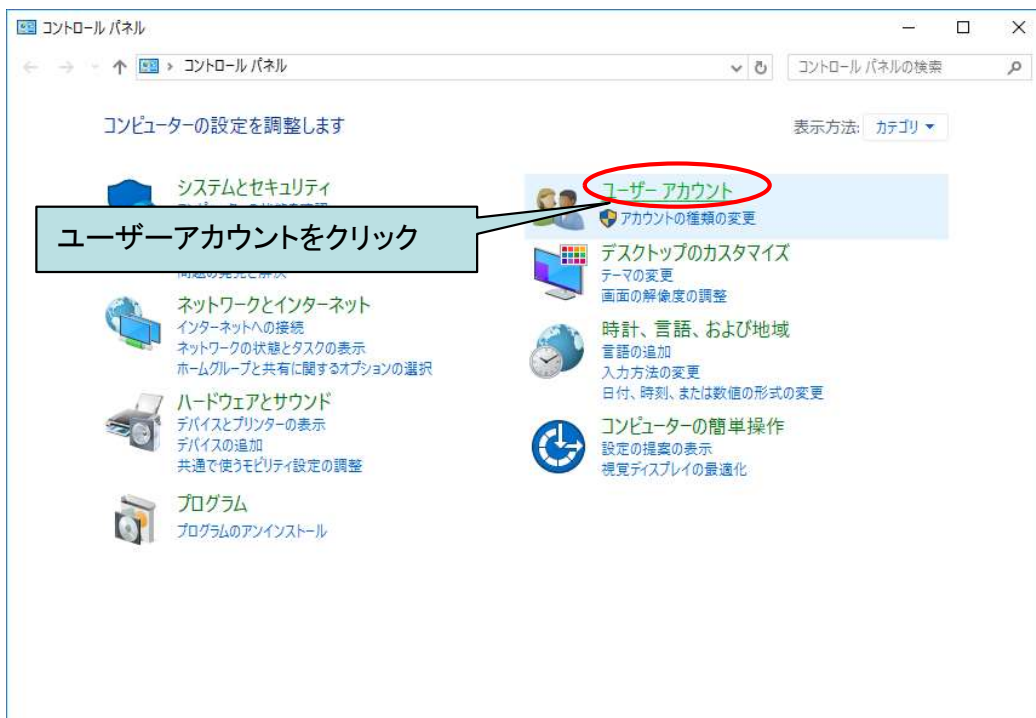 コントロール パネル
コントロール パネル
コントロール パネルの検索
コンピューターの設定を調整します
表示方法: カテゴリ
システムとセキュリティ
ユーザーアカウントをクリック
ネットワークとインターネット
インターネットへの接続
ネットワークの状態とタスクの表示
ホームグループと共有に関するオプションの選択
ハードウェアとサウンド
デバイスとプリンターの表示
デバイスの追加
共通で使うモビリティ設定の調整
プログラム
プログラムのアンインストール
ユーザー アカウント
アカウントの種類の変更
デスクトップのカスタマイズ
テーマの変更
画面の解像度の調整
時計、言語、および地域
言語の追加
入力方法の変更
日付、時刻、または数値の形式の変更
コンピューターの簡単操作
設定の提案の表示
視覚ディスプレイの最適化